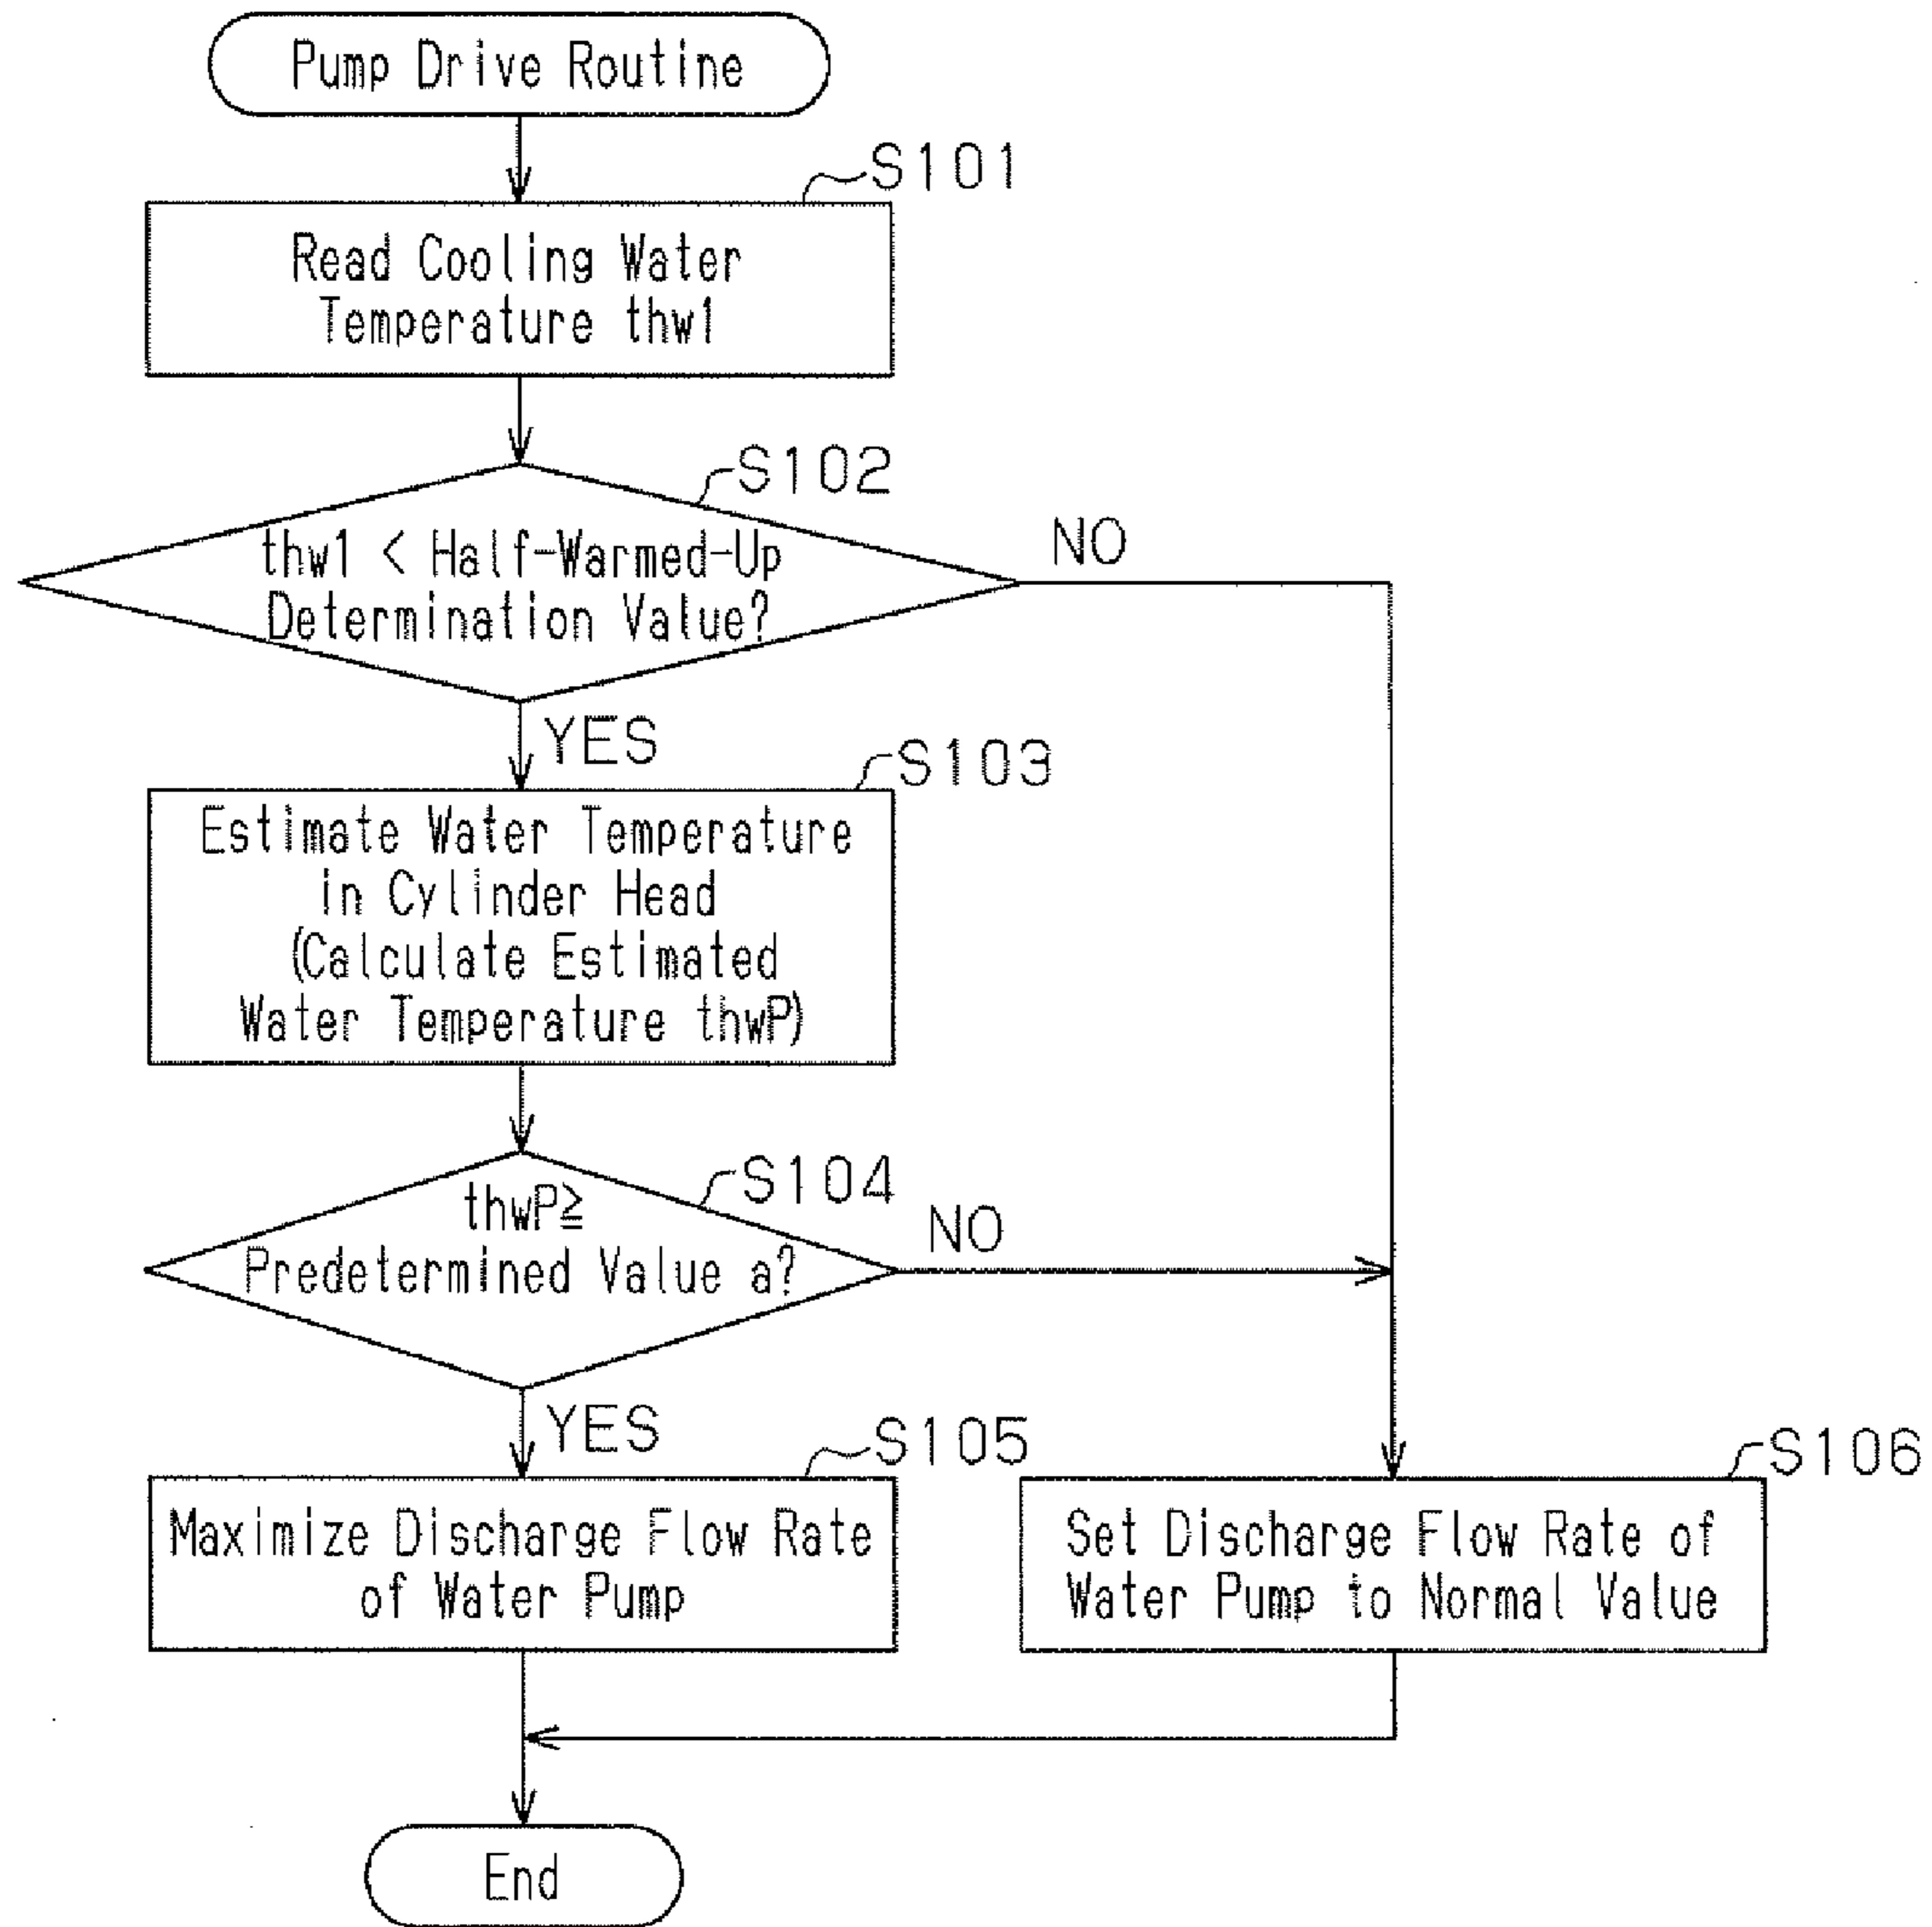 Pump Drive Routine
S101
Read Cooling Water
Temperature thw1
S102
thw1 < Half-Warmed-Up
Determination Value?
NO
YES
S103
Estimate Water Temperature
in Cylinder Head
(Calculate Estimated
Water Temperature thwP)
S104
thwP≧
Predetermined Value a?
NO
YES
S105
Maximize Discharge Flow Rate
of Water Pump
S106
Set Discharge Flow Rate of
Water Pump to Normal Value
End